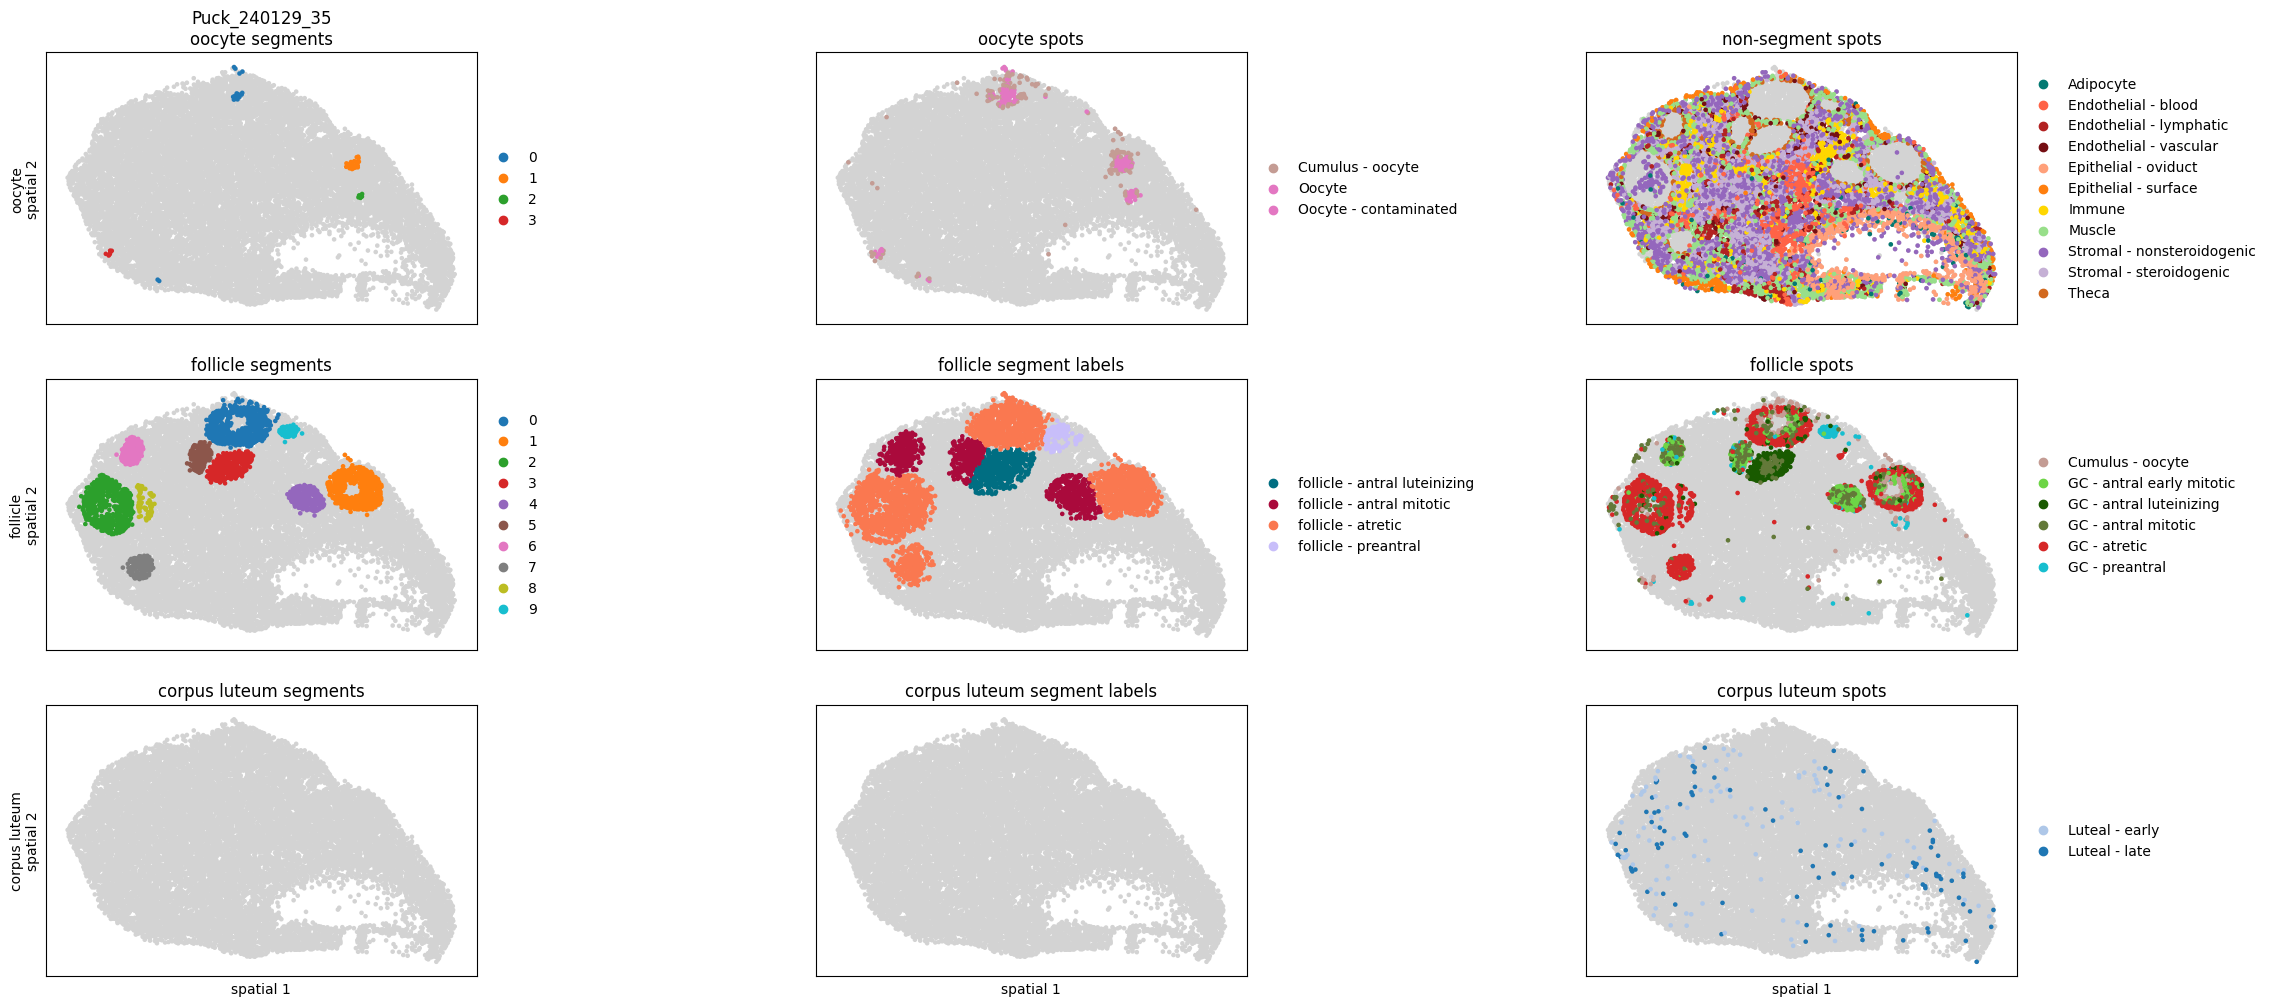 Puck_240129_35
oocyte segments
oocyte spots
non-segment spots
oocyte
spatial 2
0
1
2
3
Cumulus - oocyte
Oocyte
Oocyte - contaminated
Adipocyte
Endothelial - blood
Endothelial - lymphatic
Endothelial - vascular
Epithelial - oviduct
Epithelial - surface
Immune
Muscle
Stromal - nonsteroidogenic
Stromal - steroidogenic
Theca
follicle segments
follicle segment labels
follicle spots
follicle
spatial 2
0
1
2
3
4
5
6
7
8
9
follicle - antral luteinizing
follicle - antral mitotic
follicle - atretic
follicle - preantral
Cumulus - oocyte
GC - antral early mitotic
GC - antral luteinizing
GC - antral mitotic
GC - atretic
GC - preantral
corpus luteum segments
corpus luteum segment labels
corpus luteum spots
corpus luteum
spatial 2
Luteal - early
Luteal - late
spatial 1
spatial 1
spatial 1